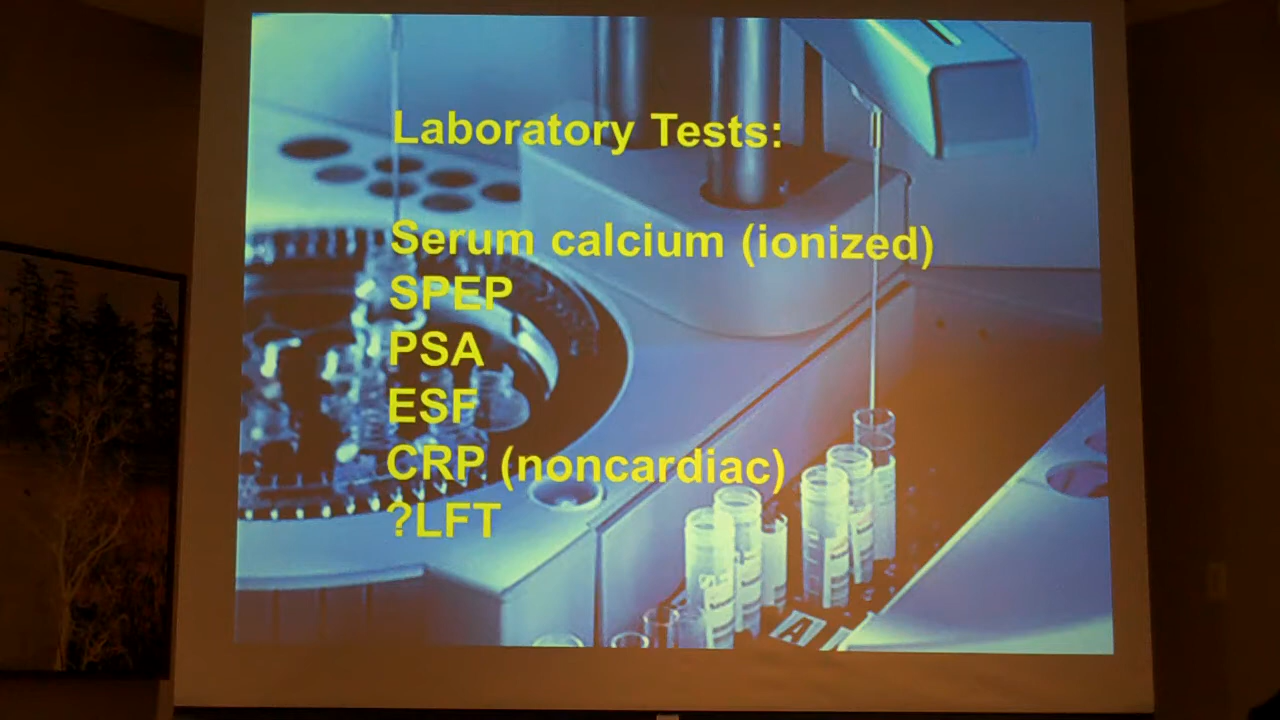 Laboratory Tests:
Serum calcium (ionized)
SPEP
PSA
ESF
CRP (noncardiac)
?LFT
A